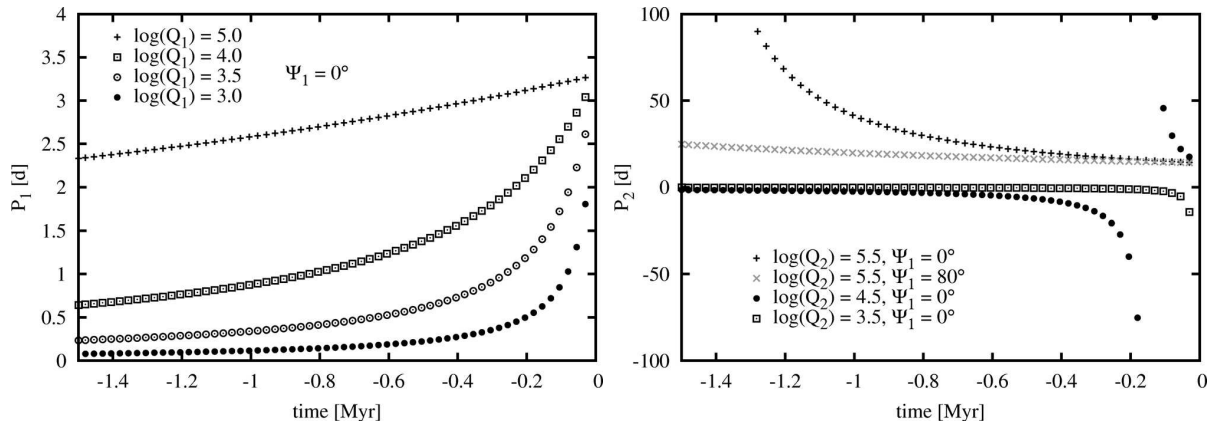 4
3.5
3
2.5
2
1.5
1
0.5
0
P₁ [d]
log(Q₁) = 5.0
log(Q₁) = 4.0
log(Q₁) = 3.5
log(Q₁) = 3.0
Ψ₁ = 0°
-1.4 -1.2 -1 -0.8 -0.6 -0.4 -0.2 0
time [Myr]
100
50
0
-50
-100
P₂ [d]
log(Q₂) = 5.5, Ψ₁ = 0°
log(Q₂) = 5.5, Ψ₁ = 80°
log(Q₂) = 4.5, Ψ₁ = 0°
log(Q₂) = 3.5, Ψ₁ = 0°
-1.4 -1.2 -1 -0.8 -0.6 -0.4 -0.2 0
time [Myr]